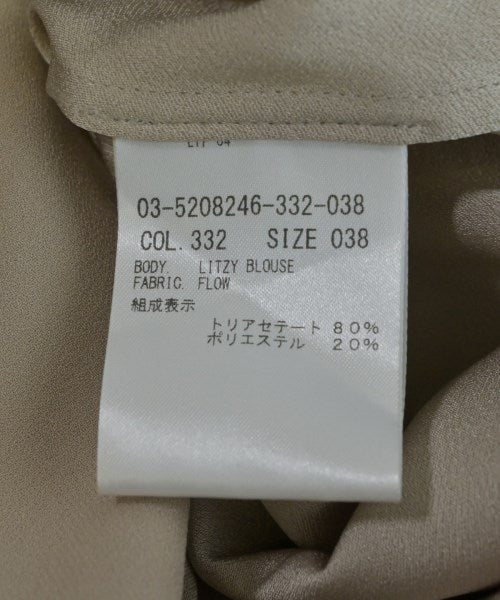 03-5208246-332-038
COL. 332 SIZE 038
BODY. LITZY BLOUSE
FABRIC. FLOW
組成表示
トリアセテート 80%
ポリエステル 20%